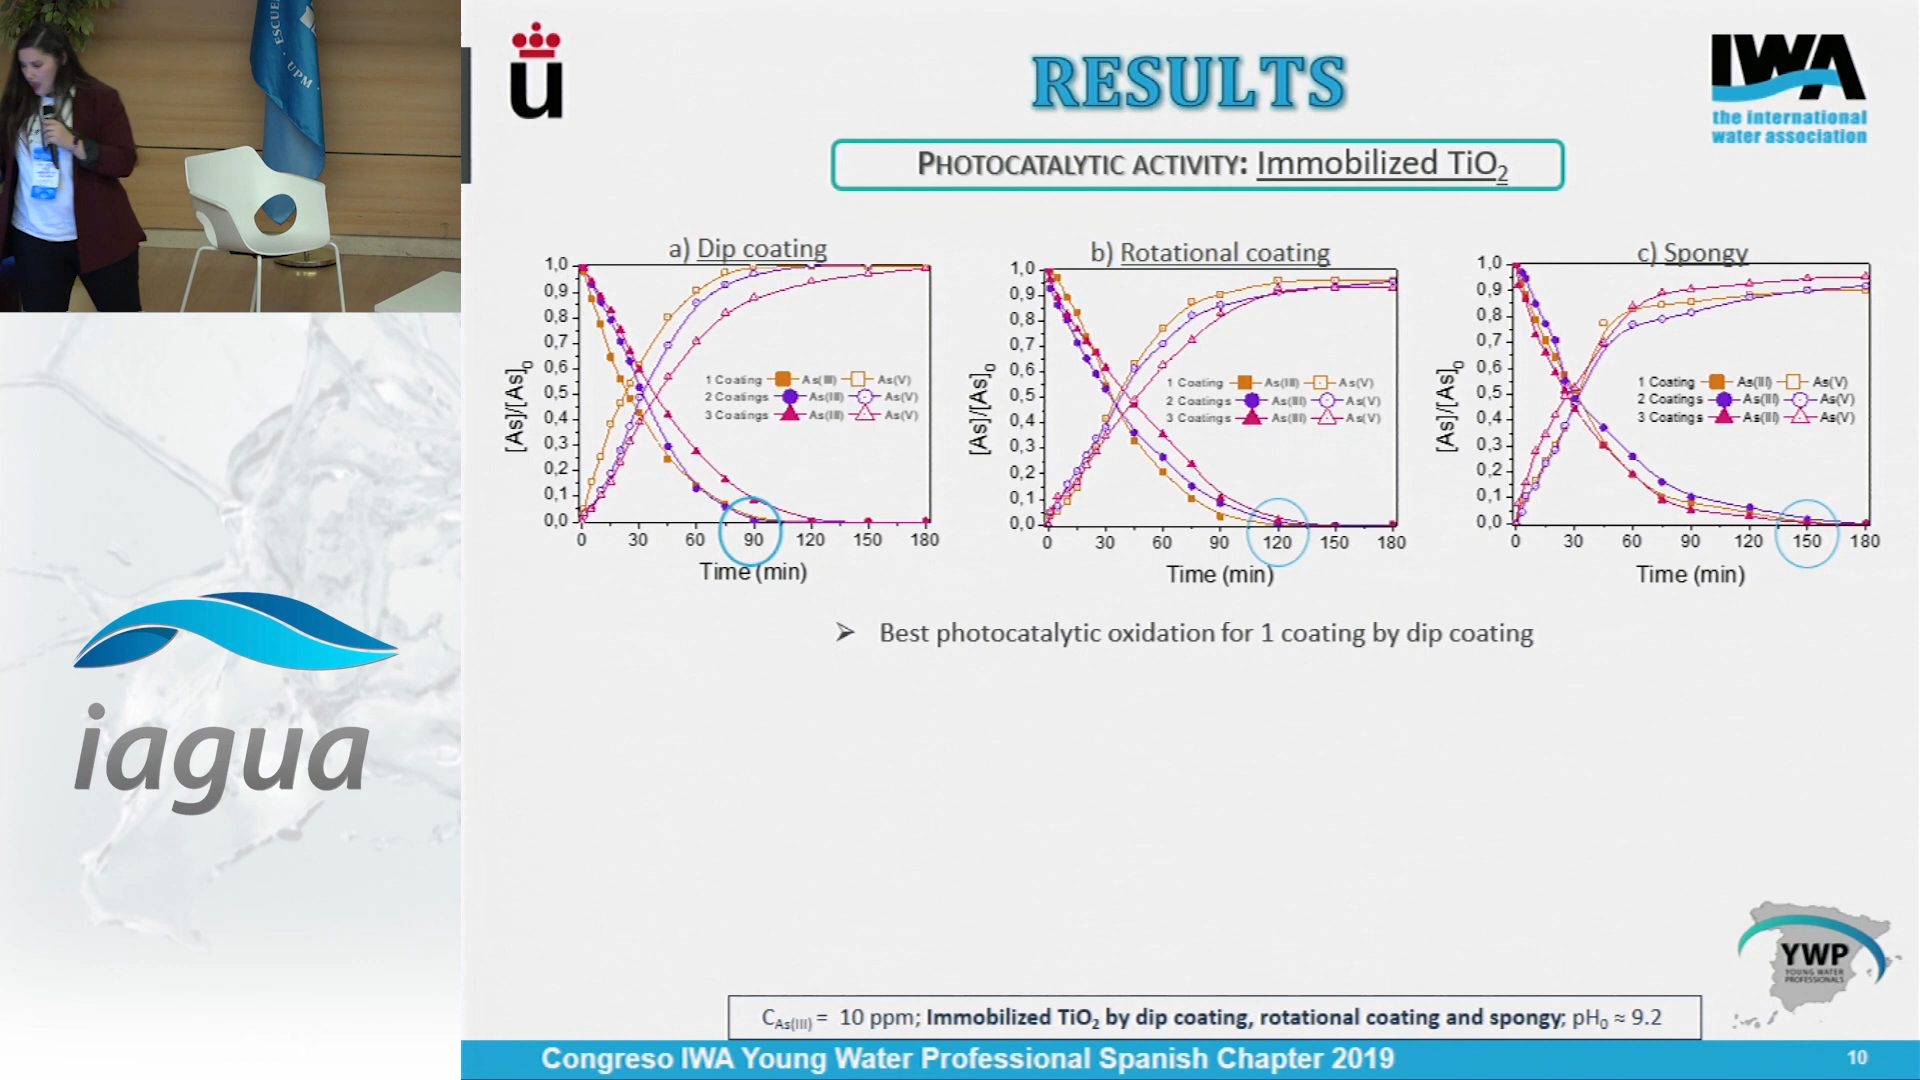 ESCUE
UPM
u
RESULTS
IWA
the international
water association
PHOTOCATALYTIC ACTIVITY: Immobilized TiO2
a) Dip coating
[As]/[As]0
1,0
0,9
0,8
0,7
0,6
0,5
0,4
0,3
0,2
0,1
0,0
1 Coating As(III) As(V)
2 Coatings As(III) As(V)
3 Coatings As(III) As(V)
0 30 60 90 120 150 180
Time (min)
b) Rotational coating
[As]/[As]0
1,0
0,9
0,8
0,7
0,6
0,5
0,4
0,3
0,2
0,1
0,0
1 Coating As(III) As(V)
2 Coatings As(III) As(V)
3 Coatings As(III) As(V)
0 30 60 90 120 150 180
Time (min)
c) Spongy
[As]/[As]0
1,0
0,9
0,8
0,7
0,6
0,5
0,4
0,3
0,2
0,1
0,0
1 Coating As(III) As(V)
2 Coatings As(III) As(V)
3 Coatings As(III) As(V)
0 30 60 90 120 150 180
Time (min)
➢ Best photocatalytic oxidation for 1 coating by dip coating
iagua
YWP
YOUNG WATER
PROFESSIONALS
CAs(III) = 10 ppm; Immobilized TiO2 by dip coating, rotational coating and spongy; pH0 ≈ 9.2
Congreso IWA Young Water Professional Spanish Chapter 2019
10